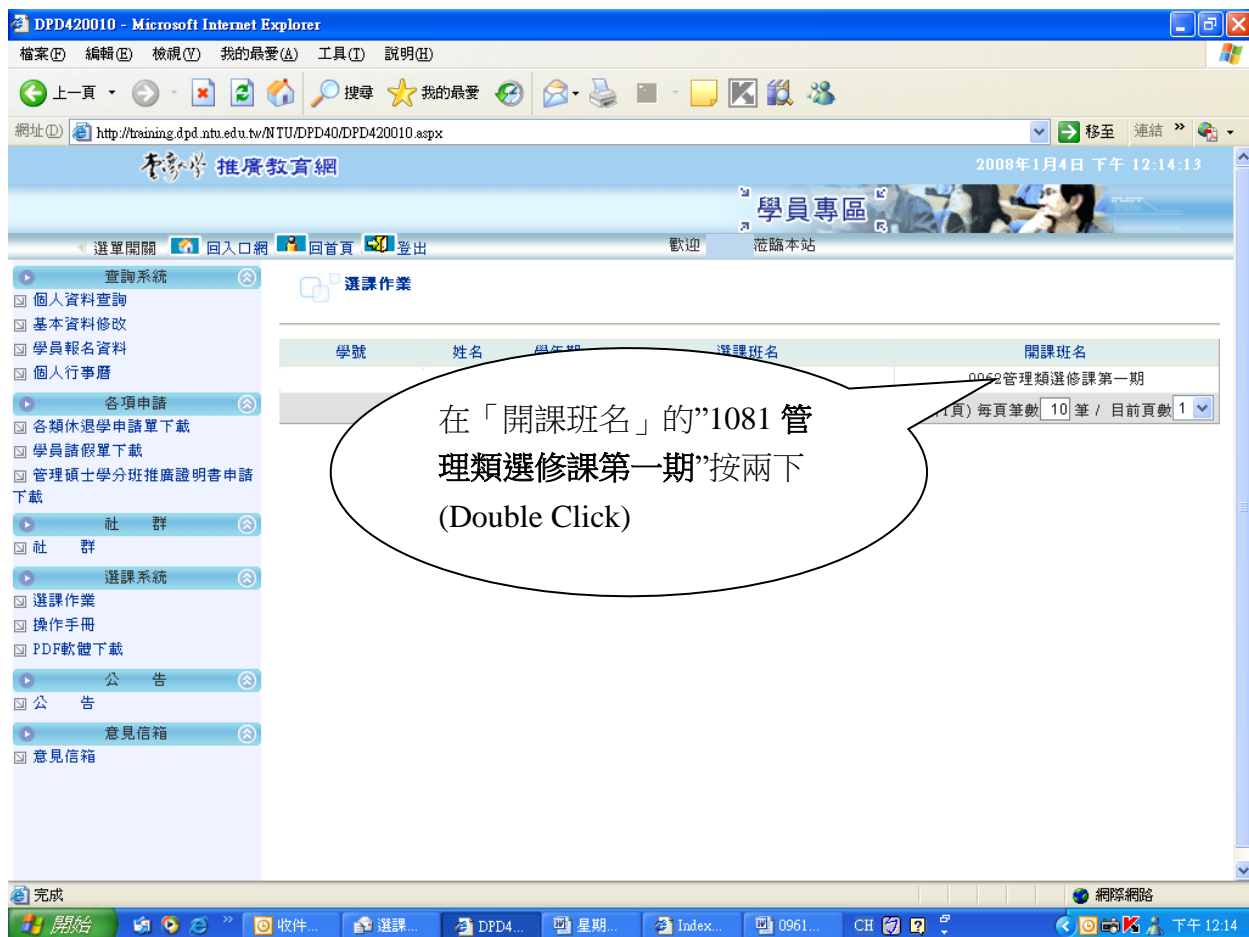 DPD420010 - Microsoft Internet Explorer
檔案(F) 編輯(E) 檢視(V) 我的最愛(A) 工具(T) 說明(H)
上一頁 搜尋 我的最愛
網址(D) http://training.dpd.ntu.edu.tw/NTU/DPD40/DPD420010.aspx 移至 連結 »
臺灣大學 推廣教育網 2008年1月4日 下午 12:14:13
學員專區
選單開關 回入口網 回首頁 登出 歡迎 蒞臨本站
查詢系統
個人資料查詢
基本資料修改
學員報名資料
個人行事曆
各項申請
各類休退學申請單下載
學員請假單下載
管理碩士學分班推廣證明書申請
下載
社 群
社 群
選課系統
選課作業
操作手冊
PDF軟體下載
公 告
公 告
意見信箱
意見信箱
選課作業
學號 姓名 學年期 選課班名 開課班名
0962管理類選修課第一期
1頁) 每頁筆數 10 筆 / 目前頁數 1
在「開課班名」的”1081 管
理類選修課第一期”按兩下
(Double Click)
完成 網際網路
開始 » 收件... 選課... DPD4... 星期... Index... 0961... CH 下午 12:14